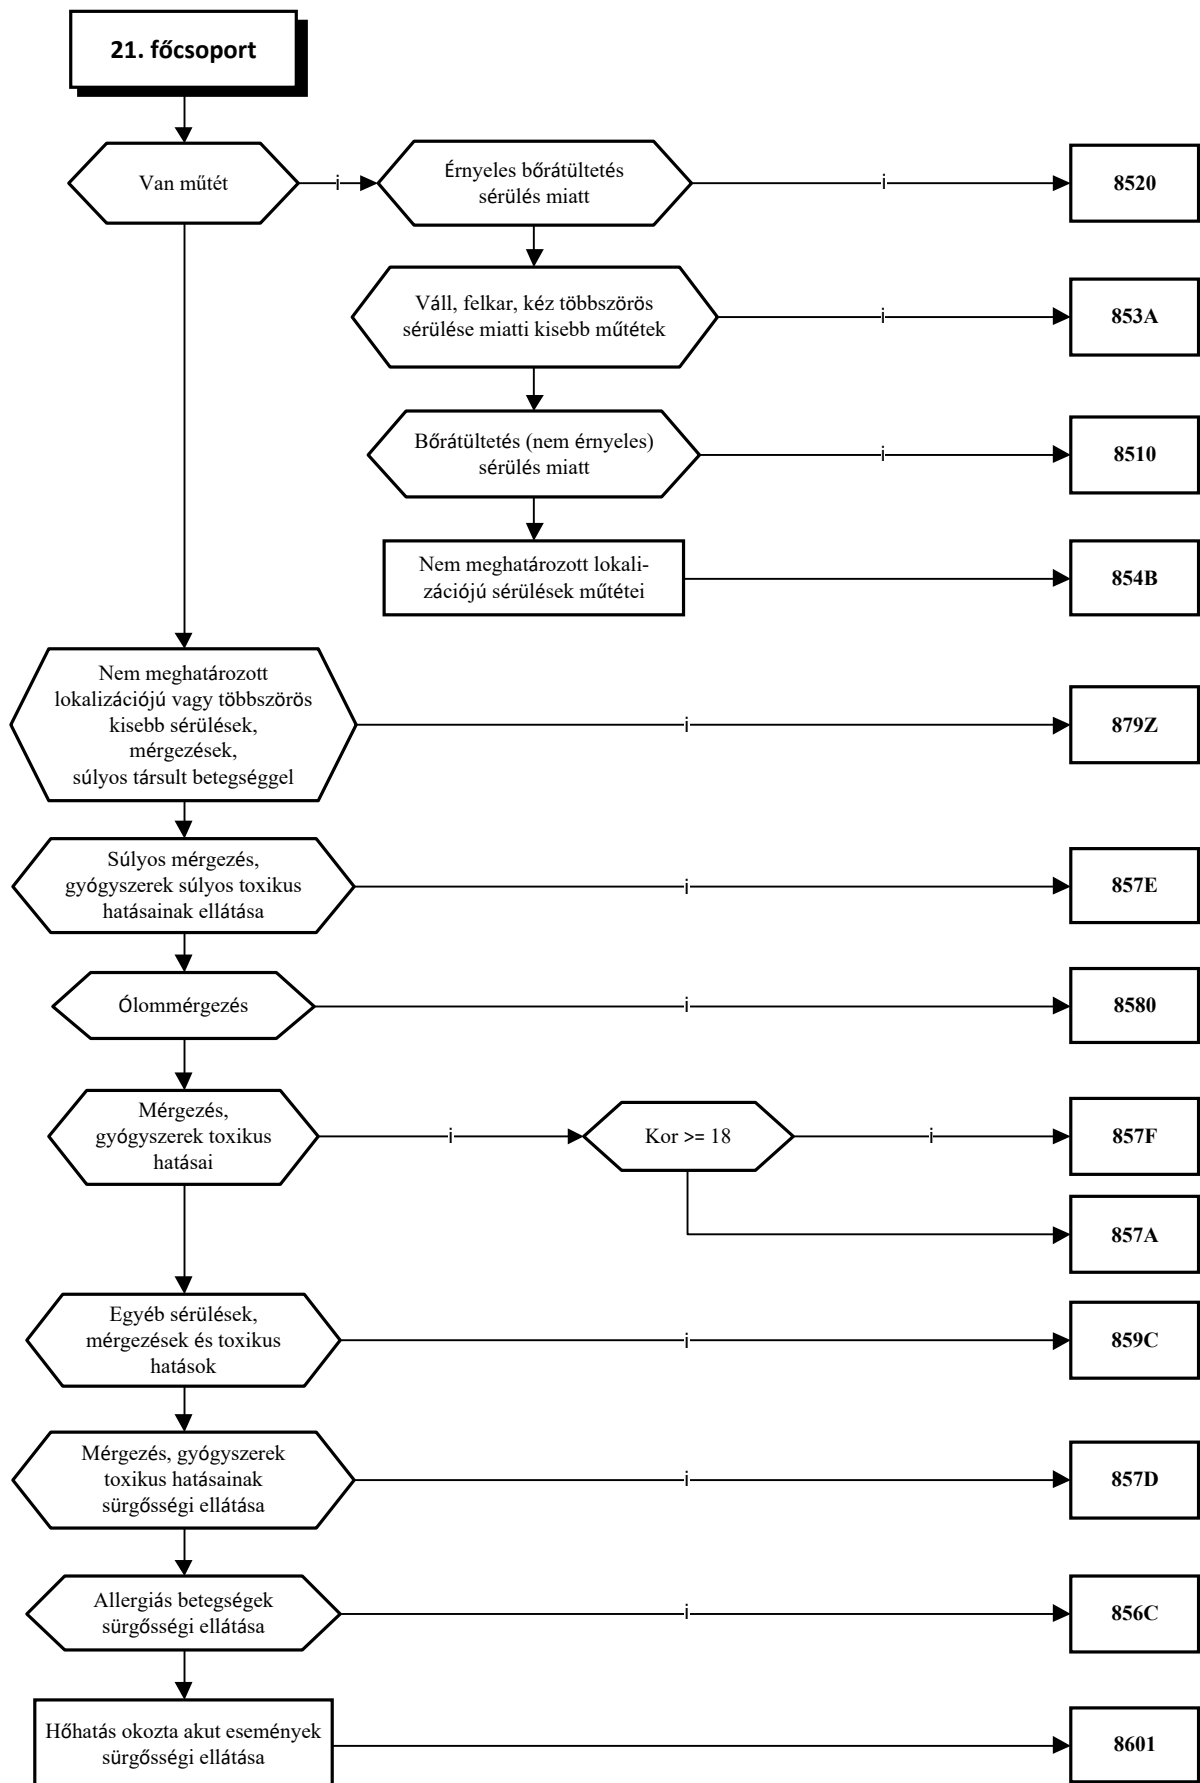 21. főcsoport
Van műtét
i
Érnyeles bőrátültetés
sérülés miatt
i
8520
Váll, felkar, kéz többszörös
sérülése miatti kisebb műtétek
i
853A
Bőrátültetés (nem érnyeles)
sérülés miatt
i
8510
Nem meghatározott lokali-
zációjú sérülések műtétei
854B
Nem meghatározott
lokalizációjú vagy többszörös
kisebb sérülések,
mérgezések,
súlyos társult betegséggel
i
879Z
Súlyos mérgezés,
gyógyszerek súlyos toxikus
hatásainak ellátása
i
857E
Ólommérgezés
i
8580
Mérgezés,
gyógyszerek toxikus
hatásai
i
Kor >= 18
i
857F
857A
Egyéb sérülések,
mérgezések és toxikus
hatások
i
859C
Mérgezés, gyógyszerek
toxikus hatásainak
sürgősségi ellátása
i
857D
Allergiás betegségek
sürgősségi ellátása
i
856C
Hőhatás okozta akut események
sürgősségi ellátása
8601